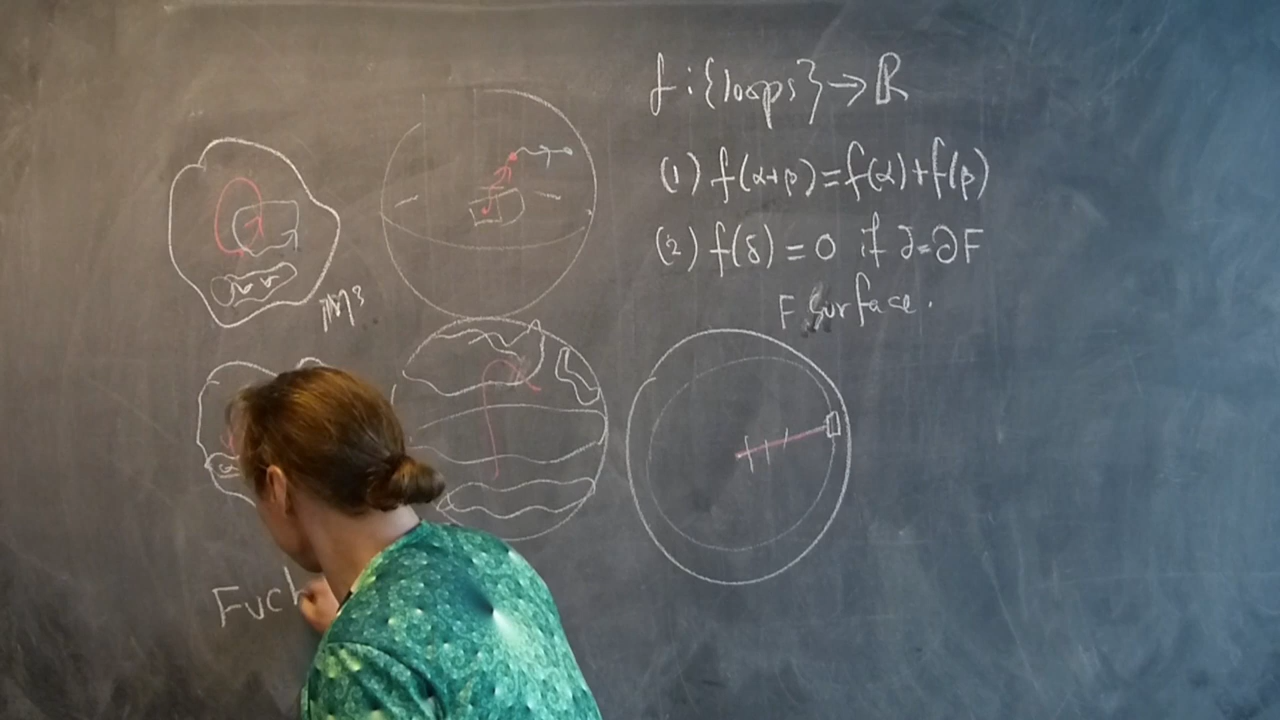 f : {loops} → ℝ
(1) f(α+β) = f(α) + f(β)
(2) f(δ) = 0 if ∂ = ∂F
F surface.
M³
Fuch